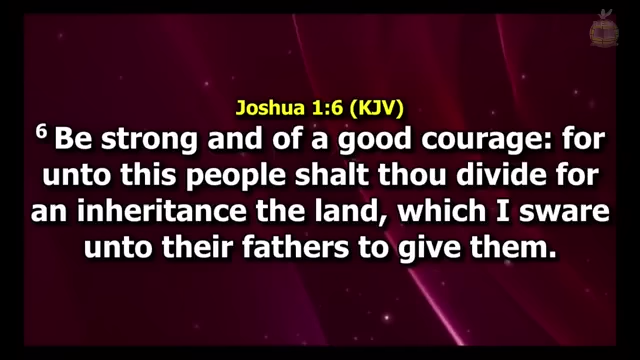 Joshua 1:6 (KJV)
6 Be strong and of a good courage: for
unto this people shalt thou divide for
an inheritance the land, which I sware
unto their fathers to give them.